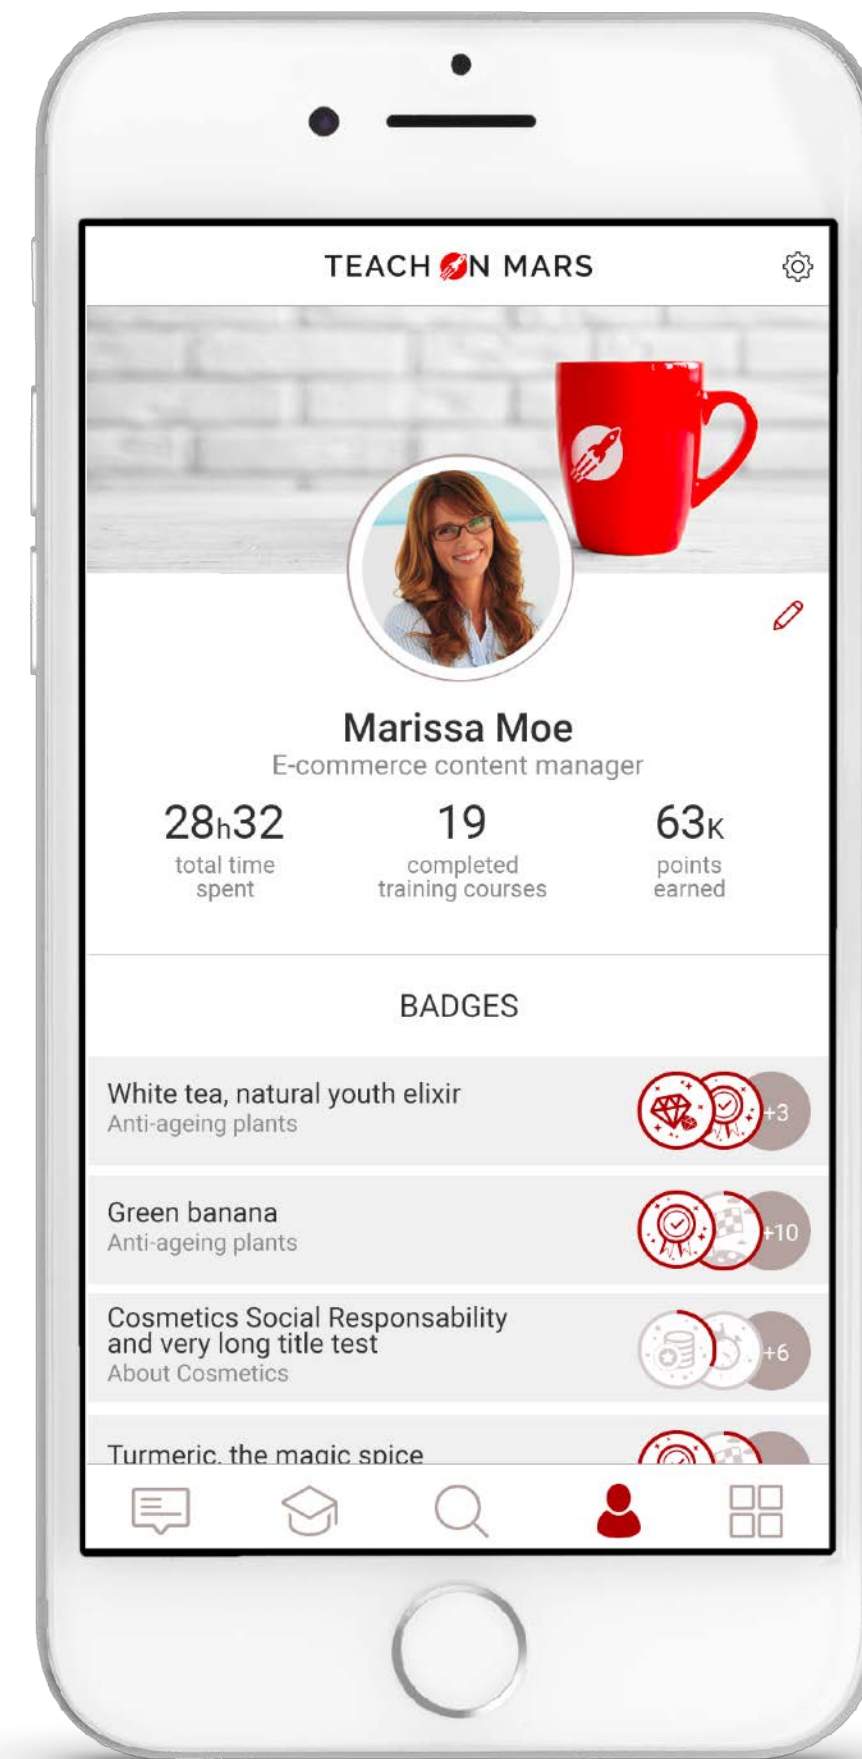 TEACH ON MARS
Marissa Moe
E-commerce content manager
28h32
total time
spent
19
completed
training courses
63K
points
earned
BADGES
White tea, natural youth elixir
Anti-ageing plants
+3
Green banana
Anti-ageing plants
+10
Cosmetics Social Responsability
and very long title test
About Cosmetics
+6
Turmeric, the magic spice